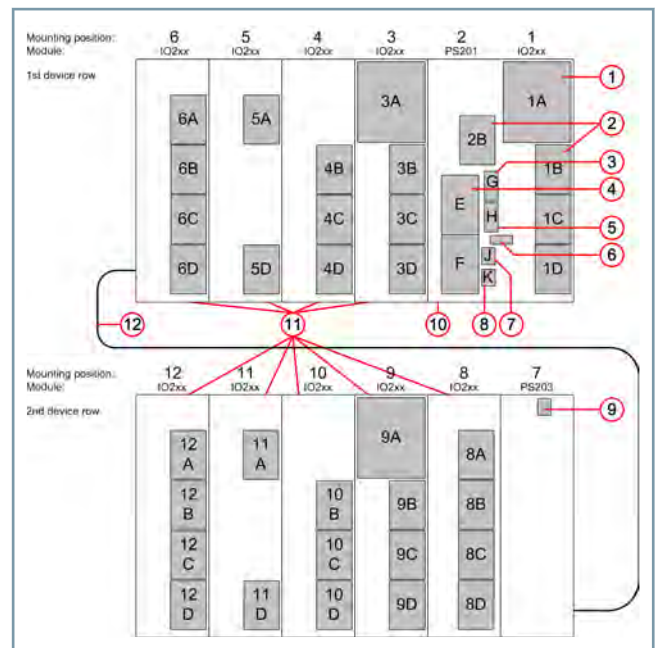 Mounting position: 6 5 4 3 2 1
Module: IO2xx IO2xx IO2xx IO2xx PS201 IO2xx
1st device row
3A 1A 1
6A 5A 2B 2
6B 4B 3B G 1B 3
E 4
6C 4C 3C H 1C 5
6
6D 5D 4D 3D F J 1D
K
12 11 10 8 7
Mounting position: 12 11 10 9 8 7
Module: IO2xx IO2xx IO2xx IO2xx IO2xx PS203
2nd device row
9A 9
12 A 11 A 8A
12 B 10 B 9B 8B
12 C 10 C 9C 8C
12 D 11 D 10 D 9D 8D